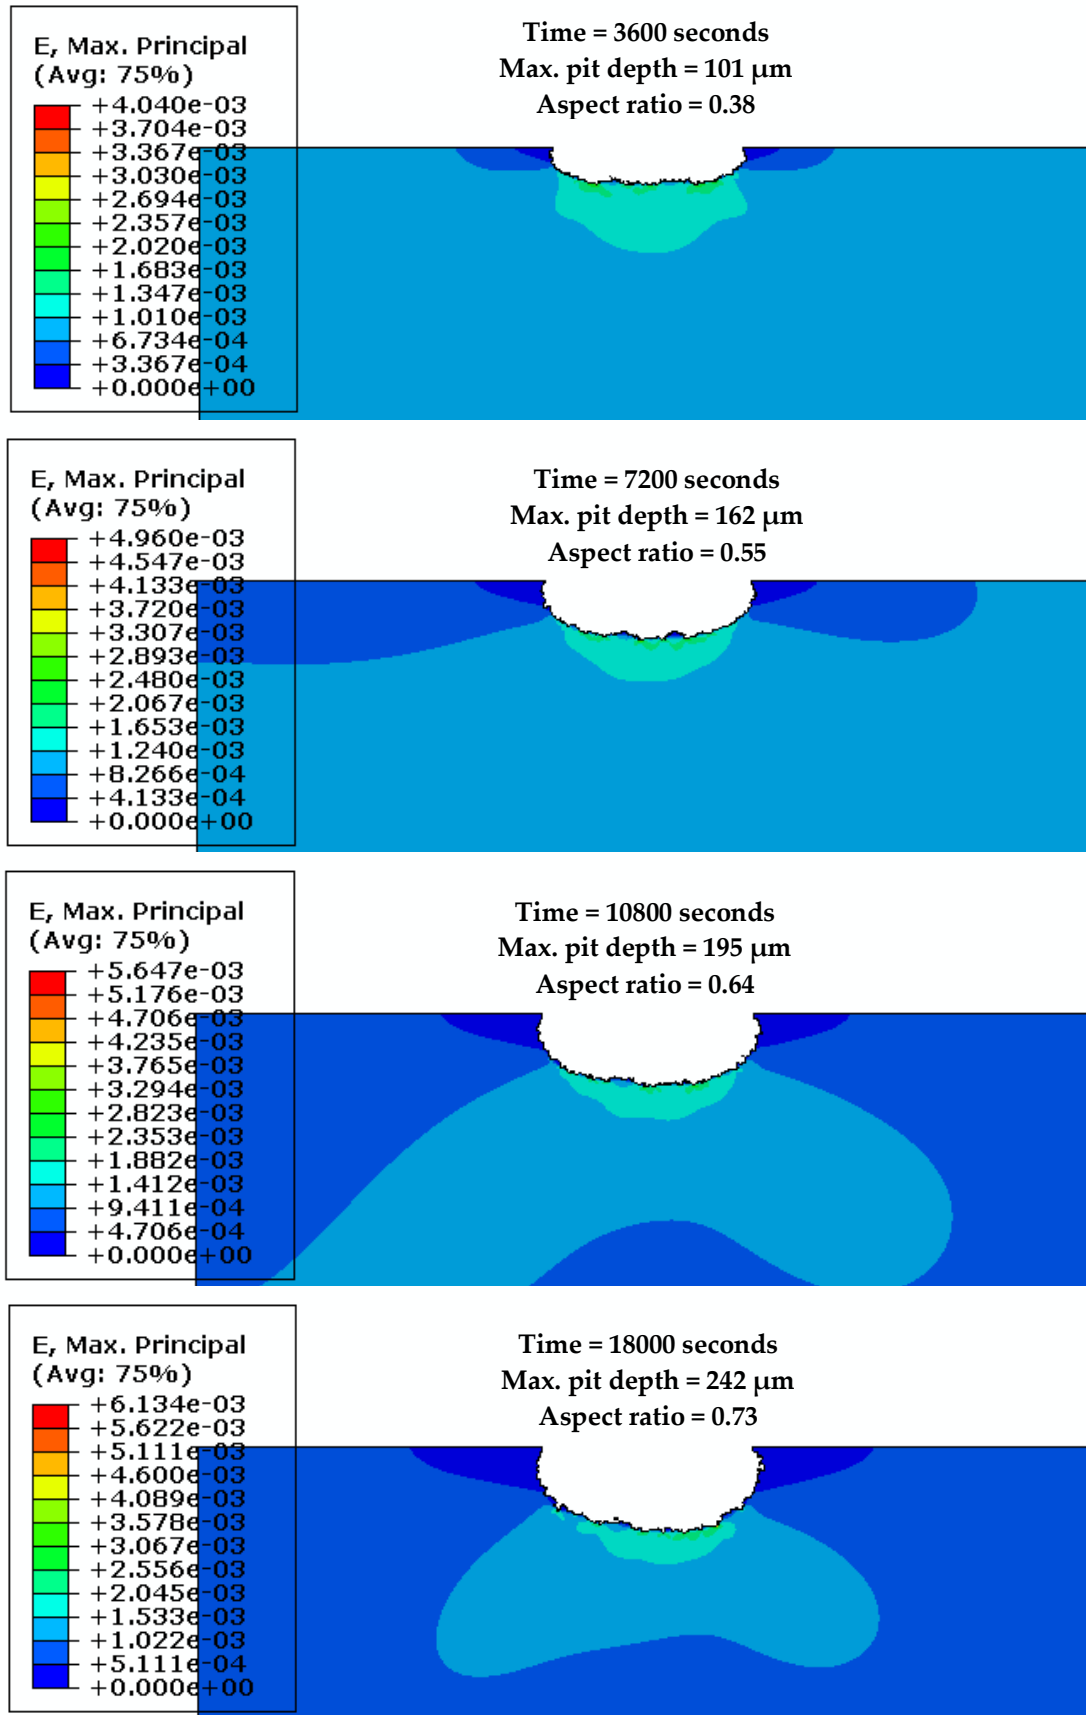 E, Max. Principal
(Avg: 75%)
+4.040e-03
+3.704e-03
+3.367e-03
+3.030e-03
+2.694e-03
+2.357e-03
+2.020e-03
+1.683e-03
+1.347e-03
+1.010e-03
+6.734e-04
+3.367e-04
+0.000e+00
Time = 3600 seconds
Max. pit depth = 101 µm
Aspect ratio = 0.38
E, Max. Principal
(Avg: 75%)
+4.960e-03
+4.547e-03
+4.133e-03
+3.720e-03
+3.307e-03
+2.893e-03
+2.480e-03
+2.067e-03
+1.653e-03
+1.240e-03
+8.266e-04
+4.133e-04
+0.000e+00
Time = 7200 seconds
Max. pit depth = 162 µm
Aspect ratio = 0.55
E, Max. Principal
(Avg: 75%)
+5.647e-03
+5.176e-03
+4.706e-03
+4.235e-03
+3.765e-03
+3.294e-03
+2.823e-03
+2.353e-03
+1.882e-03
+1.412e-03
+9.411e-04
+4.706e-04
+0.000e+00
Time = 10800 seconds
Max. pit depth = 195 µm
Aspect ratio = 0.64
E, Max. Principal
(Avg: 75%)
+6.134e-03
+5.622e-03
+5.111e-03
+4.600e-03
+4.089e-03
+3.578e-03
+3.067e-03
+2.556e-03
+2.045e-03
+1.533e-03
+1.022e-03
+5.111e-04
+0.000e+00
Time = 18000 seconds
Max. pit depth = 242 µm
Aspect ratio = 0.73